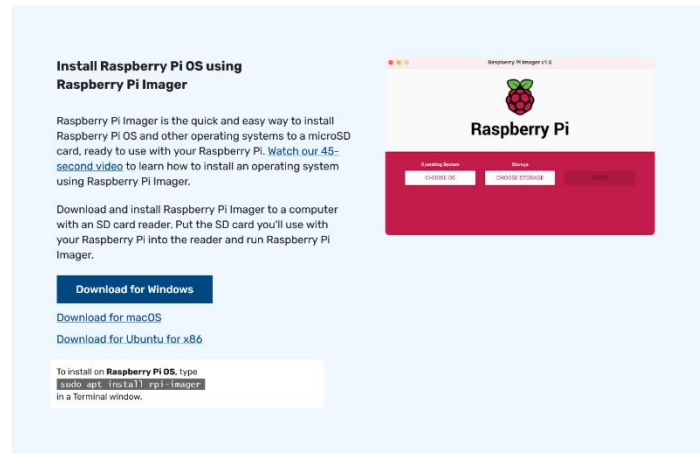 Install Raspberry Pi OS using
Raspberry Pi Imager
Raspberry Pi Imager is the quick and easy way to install
Raspberry Pi OS and other operating systems to a microSD
card, ready to use with your Raspberry Pi. Watch our 45-
second video to learn how to install an operating system
using Raspberry Pi Imager.
Download and install Raspberry Pi Imager to a computer
with an SD card reader. Put the SD card you'll use with
your Raspberry Pi into the reader and run Raspberry Pi
Imager.
Download for Windows
Download for macOS
Download for Ubuntu for x86
To install on Raspberry Pi OS, type
sudo apt install rpi-imager
in a Terminal window.
Raspberry Pi Imager v1.6
Raspberry Pi
Operating System Storage
CHOOSE OS CHOOSE STORAGE WRITE